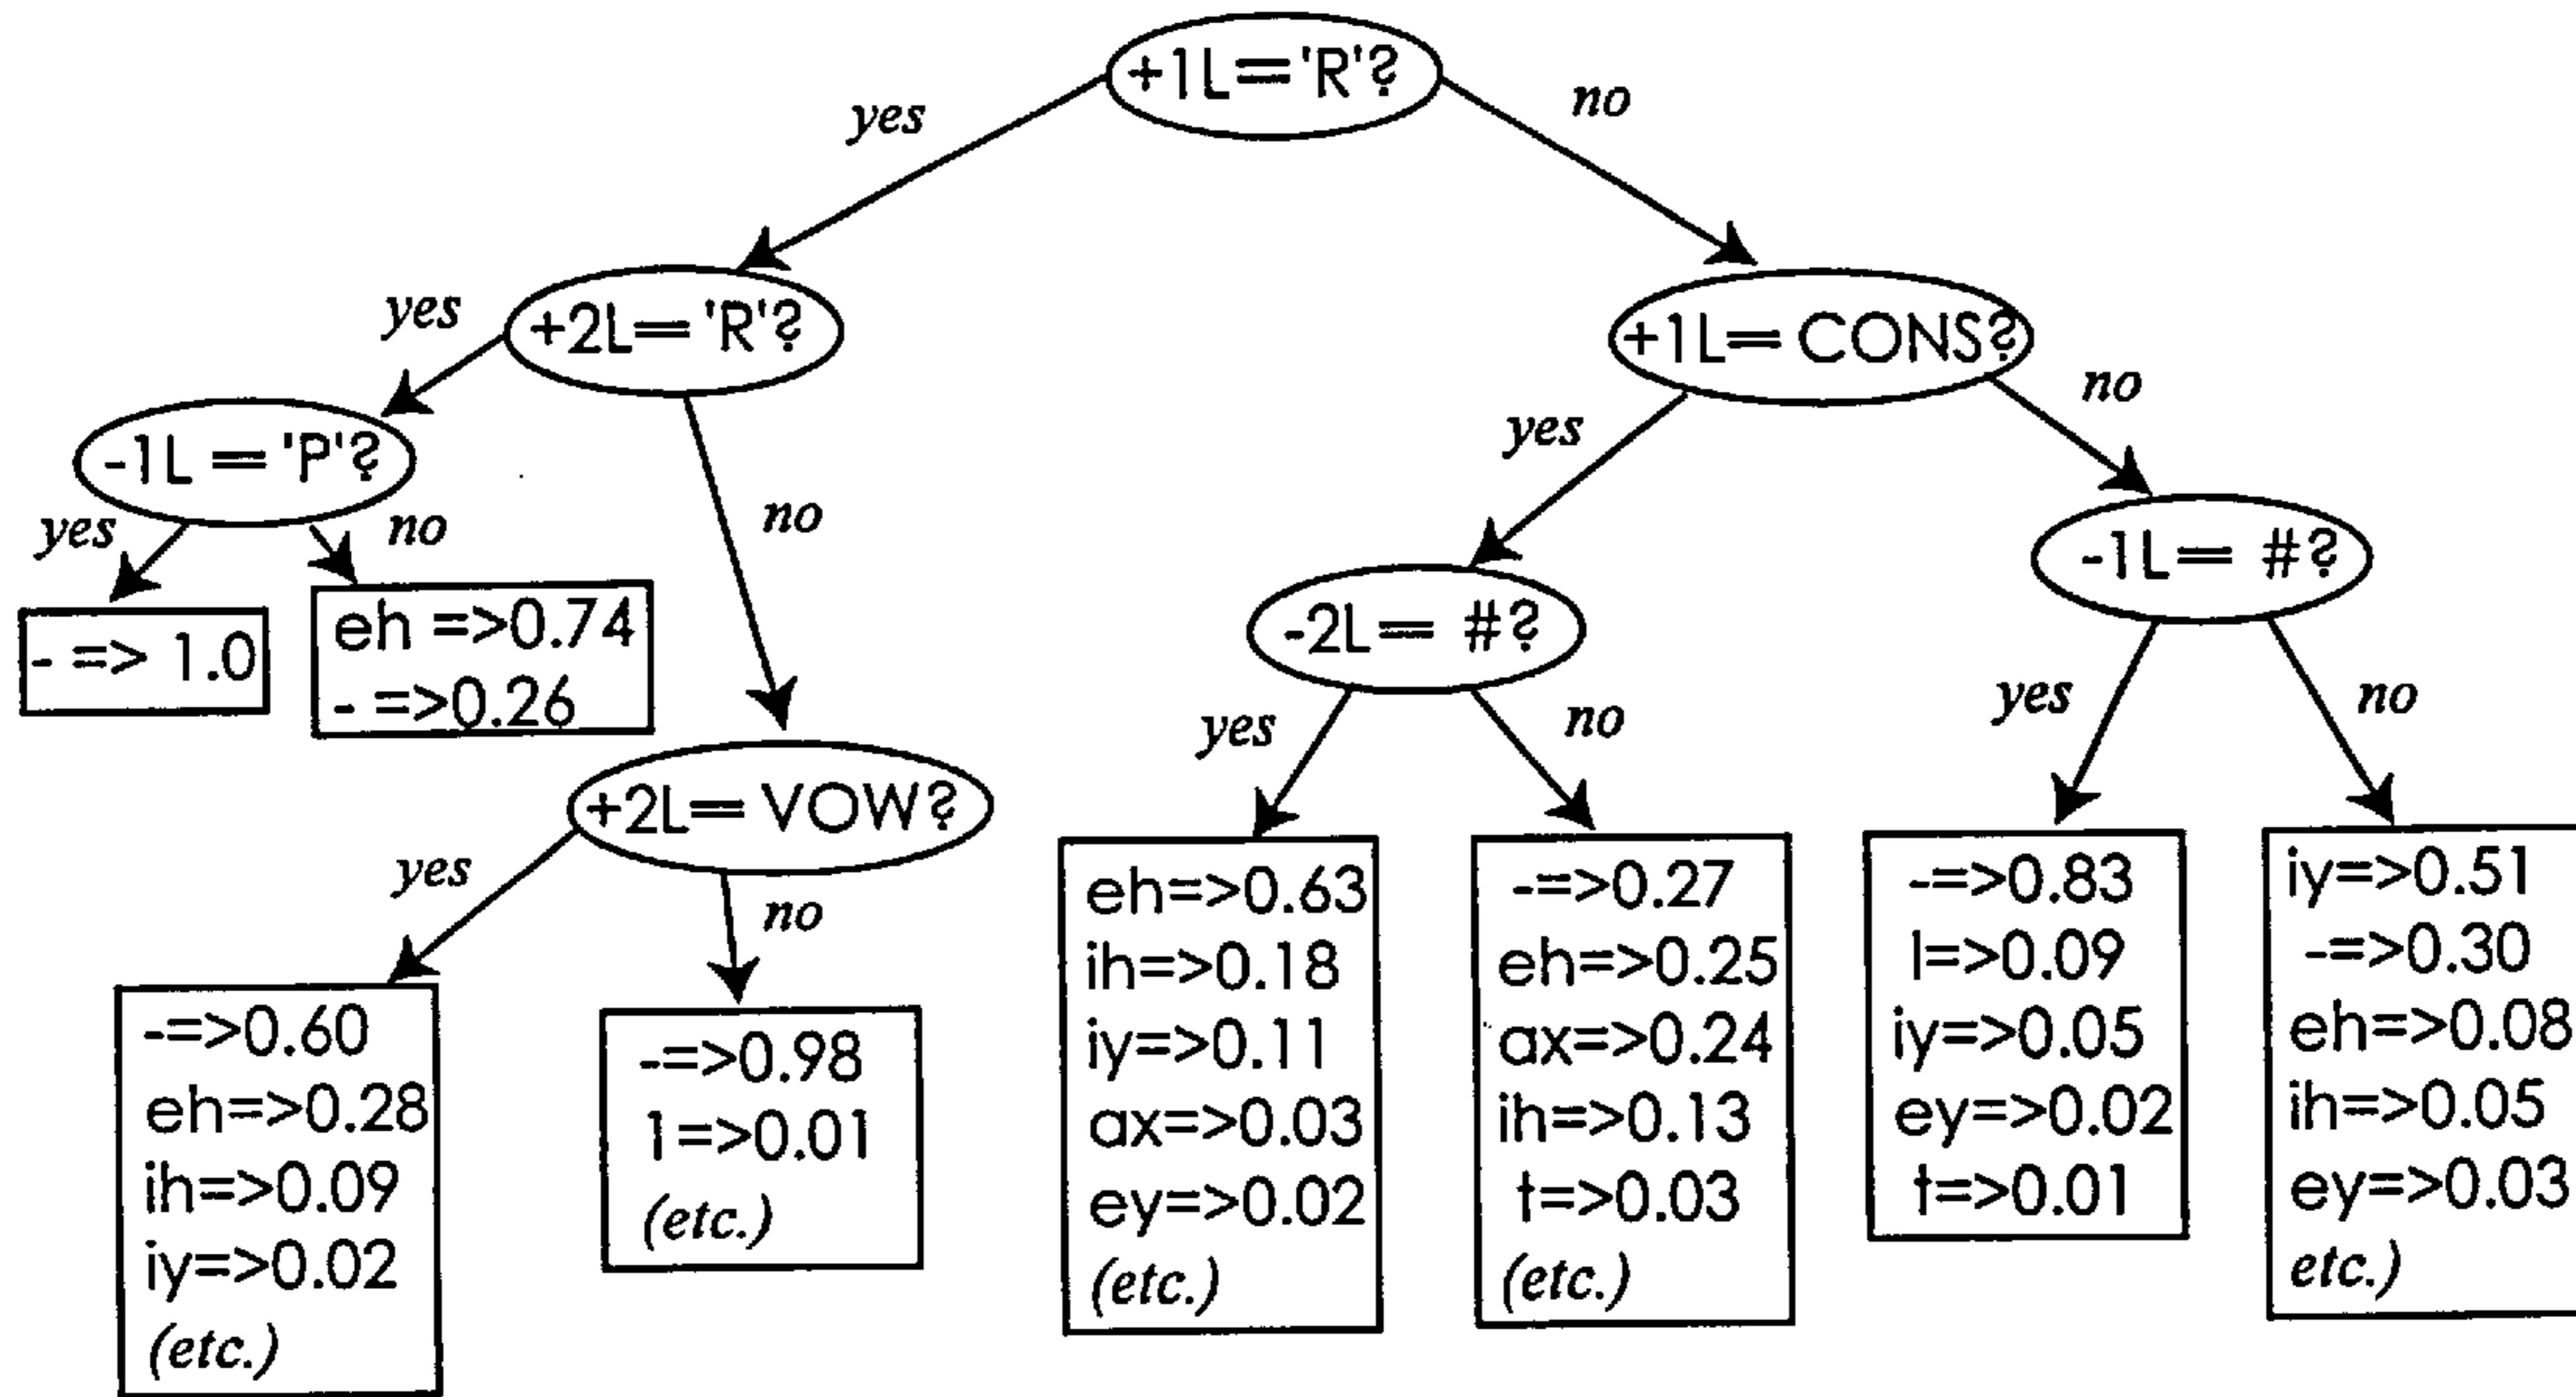 +1L=='R'?
yes
no
yes
+2L== 'R'?
+1L== CONS?
no
-1L == 'P'?
yes
yes
no
no
-1L== #?
- => 1.0
eh =>0.74
- =>0.26
-2L== #?
yes
no
yes
no
+2L== VOW?
yes
no
-=>0.60
eh=>0.28
ih=>0.09
iy=>0.02
(etc.)
-=>0.98
1=>0.01
(etc.)
eh=>0.63
ih=>0.18
iy=>0.11
ax=>0.03
ey=>0.02
(etc.)
-=>0.27
eh=>0.25
ax=>0.24
ih=>0.13
t=>0.03
(etc.)
-=>0.83
l=>0.09
iy=>0.05
ey=>0.02
t=>0.01
iy=>0.51
-=>0.30
eh=>0.08
ih=>0.05
ey=>0.03
etc.)